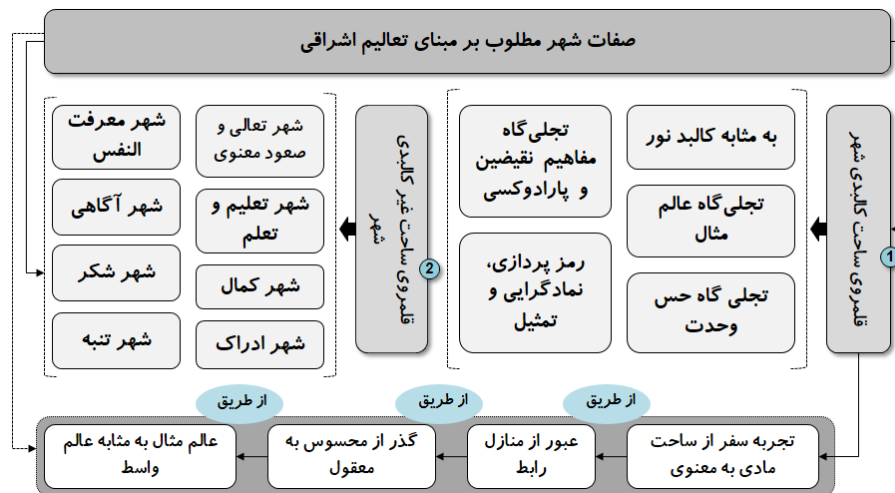 صفات شهر مطلوب بر مبنای تعالیم اشراقی
قلمروی ساحت کالبدی شهر
1
به مثابه کالبد نور
تجلی‌گاه عالم
مثال
تجلی گاه حس
وحدت
تجلی‌گاه
مفاهیم نقیضین
و پارادوکسی
رمز پردازی،
نمادگرایی و
تمثیل
قلمروی ساحت غیر کالبدی
شهر
2
شهر تعالی و
صعود معنوی
شهر تعلیم و
تعلم
شهر کمال
شهر ادراک
شهر معرفت
النفس
شهر آگاهی
شهر شکر
شهر تنبه
از طریق
از طریق
از طریق
تجربه سفر از ساحت
مادی به معنوی
عبور از منازل
رابط
گذر از محسوس به
معقول
عالم مثال به مثابه عالم
واسط